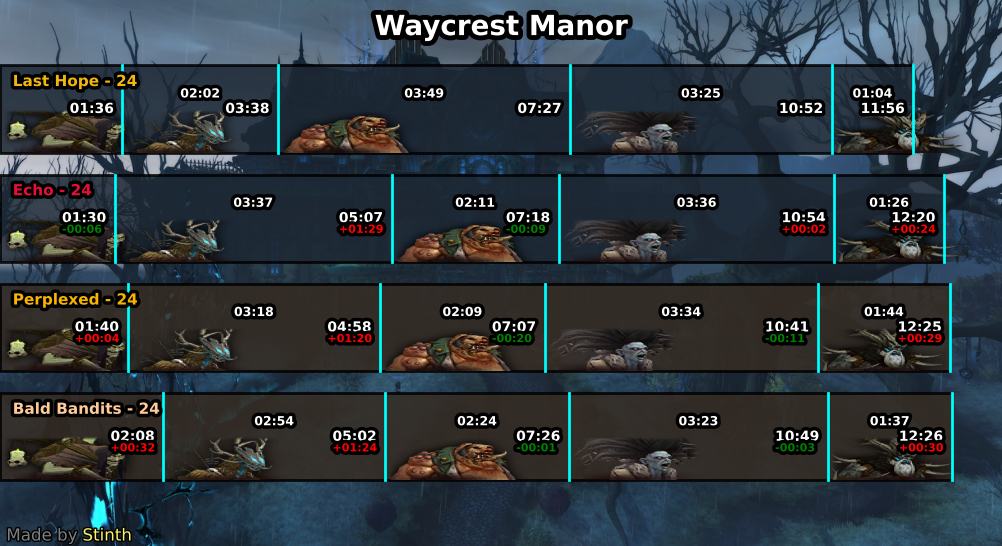 Waycrest Manor
Last Hope - 24
02:02 03:49 03:25 01:04
01:36 03:38 07:27 10:52 11:56
Echo - 24
03:37 02:11 03:36 01:26
01:30 05:07 07:18 10:54 12:20
-00:06 +01:29 -00:09 +00:02 +00:24
Perplexed - 24
03:18 02:09 03:34 01:44
01:40 04:58 07:07 10:41 12:25
+00:04 +01:20 -00:20 -00:11 +00:29
Bald Bandits - 24
02:54 02:24 03:23 01:37
02:08 05:02 07:26 10:49 12:26
+00:32 +01:24 -00:01 -00:03 +00:30
Made by Stinth